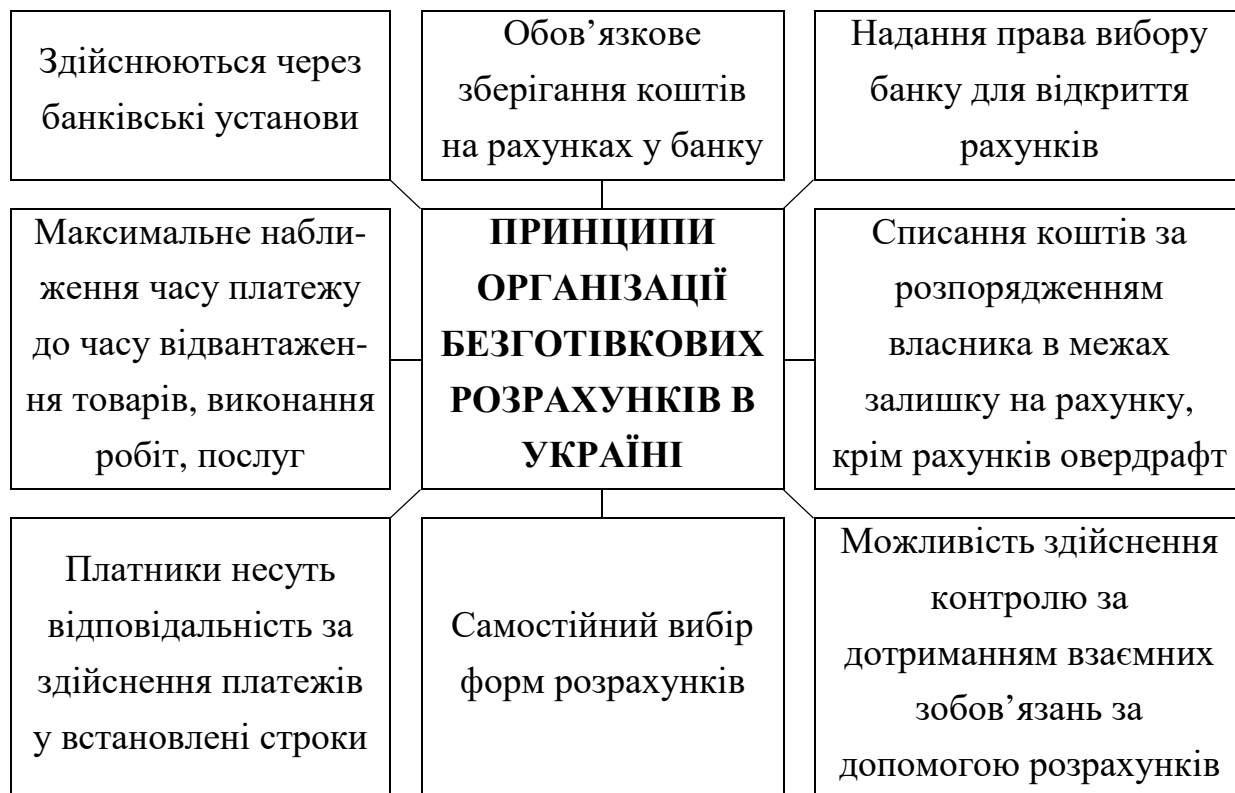 Здійснюються через
банківські установи
Обов’язкове
зберігання коштів
на рахунках у банку
Надання права вибору
банку для відкриття
рахунків
Максимальне набли-
ження часу платежу
до часу відвантажен-
ня товарів, виконання
робіт, послуг
ПРИНЦИПИ
ОРГАНІЗАЦІЇ
БЕЗГОТІВКОВИХ
РОЗРАХУНКІВ В
УКРАЇНІ
Списання коштів за
розпорядженням
власника в межах
залишку на рахунку,
крім рахунків овердрафт
Платники несуть
відповідальність за
здійснення платежів
у встановлені строки
Самостійний вибір
форм розрахунків
Можливість здійснення
контролю за
дотриманням взаємних
зобов’язань за
допомогою розрахунків